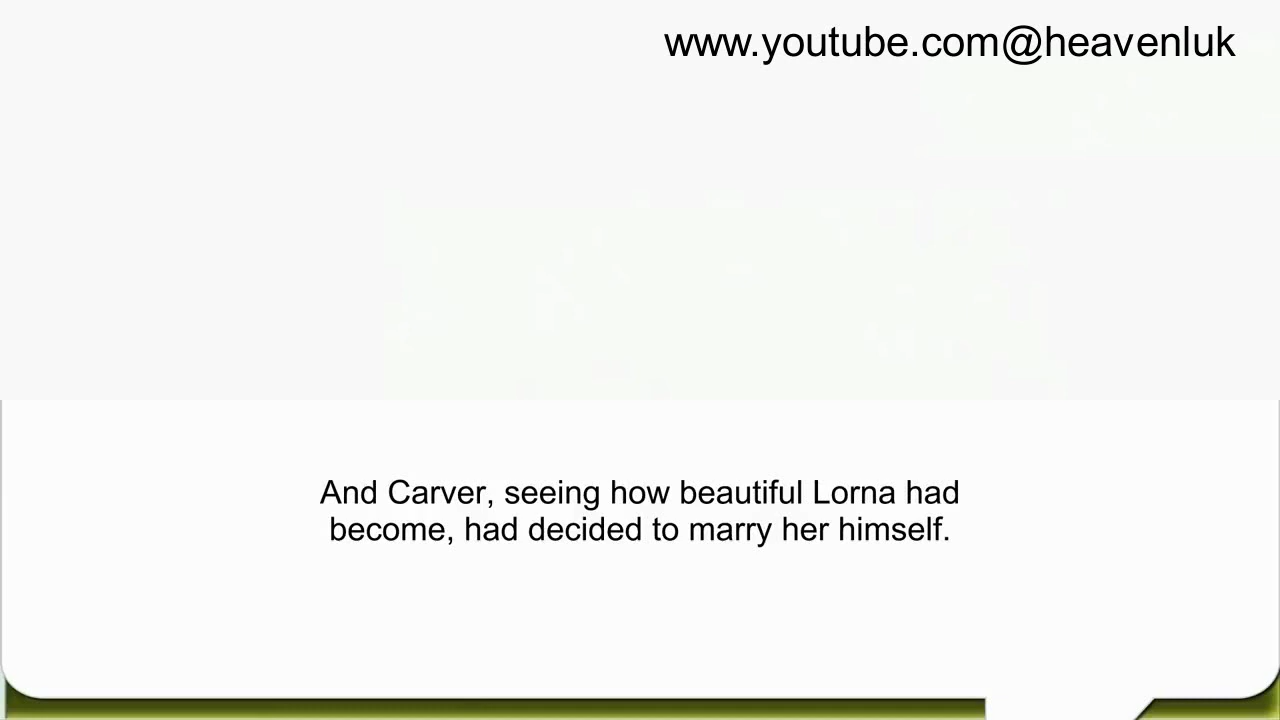 www.youtube.com@heavenluk
And Carver, seeing how beautiful Lorna had
become, had decided to marry her himself.